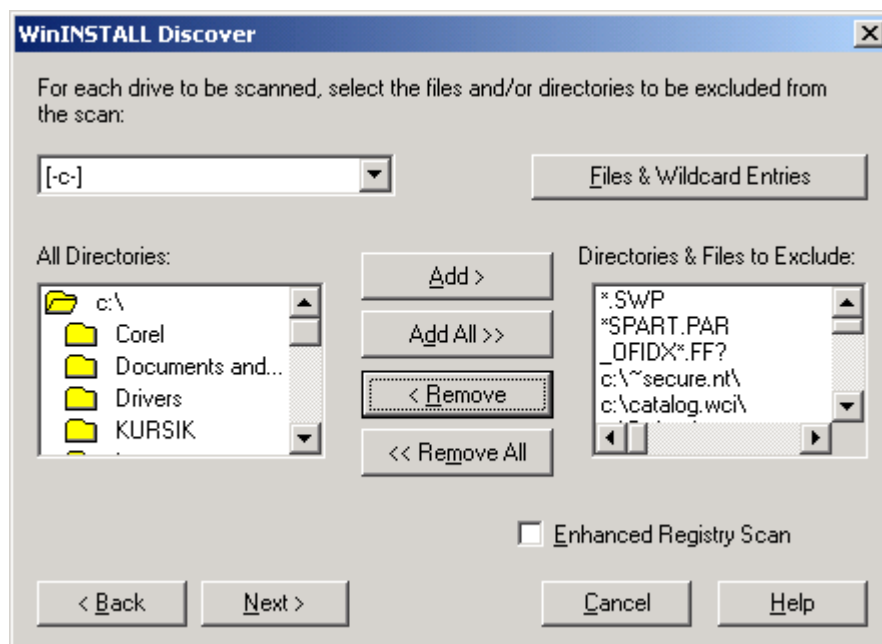 WinINSTALL Discover
For each drive to be scanned, select the files and/or directories to be excluded from
the scan:
[-c-]
Files & Wildcard Entries
All Directories:
Directories & Files to Exclude:
c:\
Corel
Documents and...
Drivers
KURSIK
Add >
Add All >>
< Remove
<< Remove All
*.SWP
*SPART.PAR
_OFIDX*.FF?
c:\~secure.nt\
c:\catalog.wci\
Enhanced Registry Scan
< Back
Next >
Cancel
Help